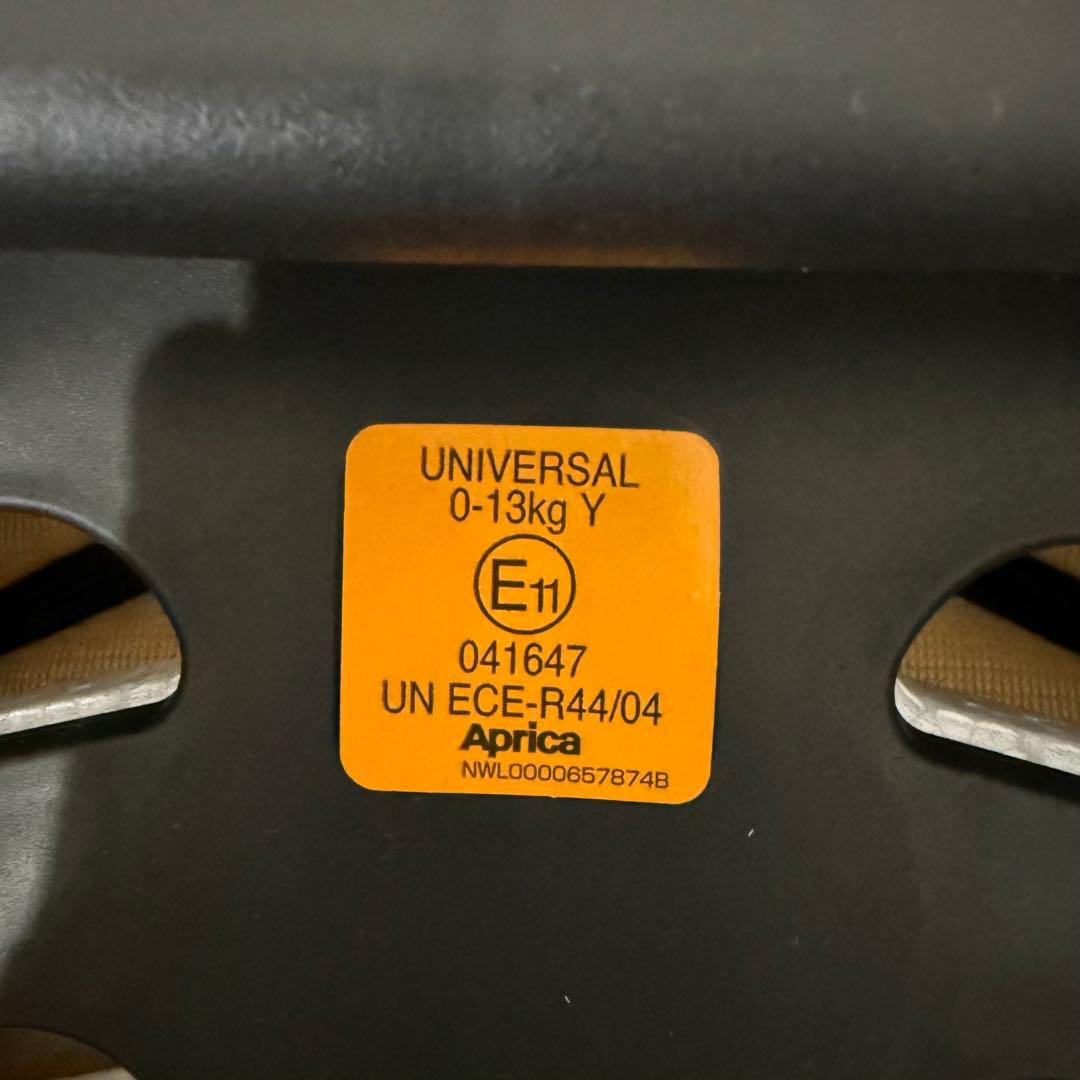 UNIVERSAL
0-13kg Y
E11
041647
UN ECE-R44/04
Aprica
NWL0000657874B